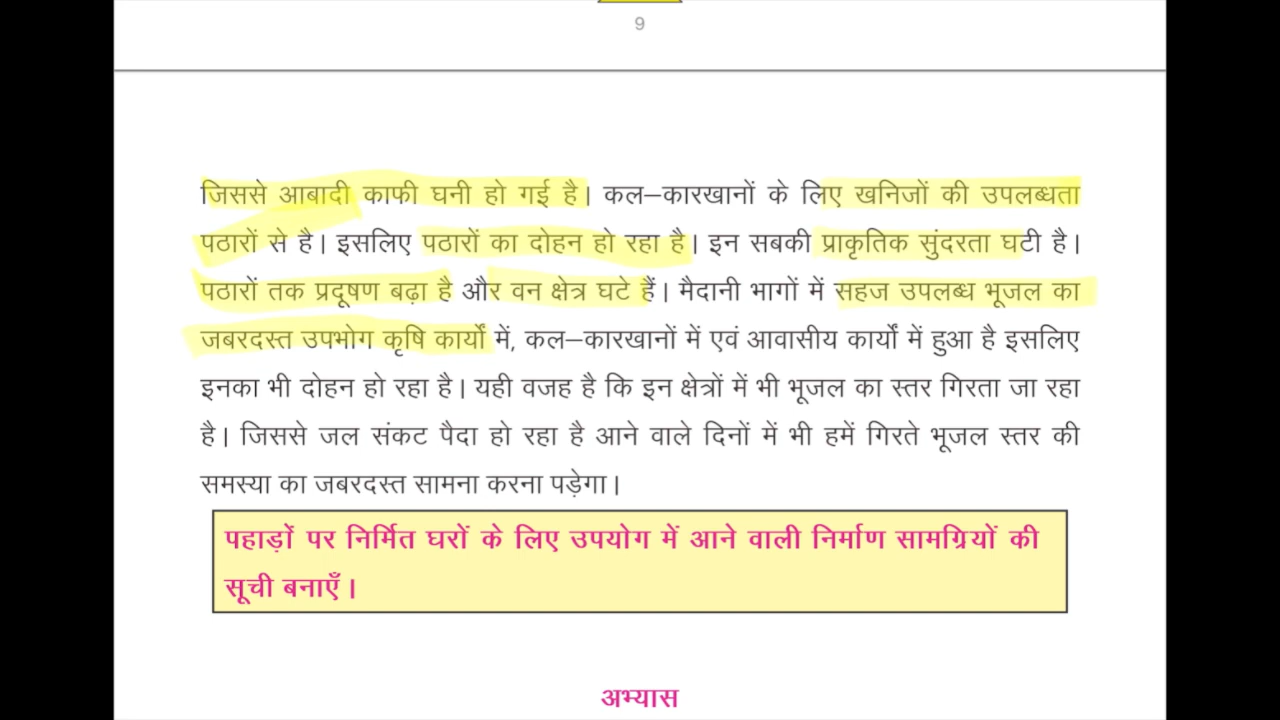 9
जिससे आबादी काफी घनी हो गई है। कल–कारखानों के लिए खनिजों की उपलब्धता
पठारों से है। इसलिए पठारों का दोहन हो रहा है। इन सबकी प्राकृतिक सुंदरता घटी है।
पठारों तक प्रदूषण बढ़ा है और वन क्षेत्र घटे हैं। मैदानी भागों में सहज उपलब्ध भूजल का
जबरदस्त उपभोग कृषि कार्यों में, कल–कारखानों में एवं आवासीय कार्यों में हुआ है इसलिए
इनका भी दोहन हो रहा है। यही वजह है कि इन क्षेत्रों में भी भूजल का स्तर गिरता जा रहा
है। जिससे जल संकट पैदा हो रहा है आने वाले दिनों में भी हमें गिरते भूजल स्तर की
समस्या का जबरदस्त सामना करना पड़ेगा।
पहाड़ों पर निर्मित घरों के लिए उपयोग में आने वाली निर्माण सामग्रियों की
सूची बनाएँ।
अभ्यास